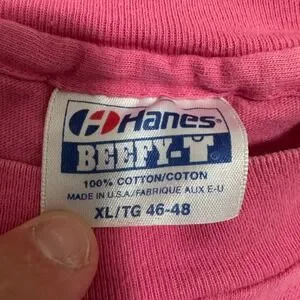 Hanes
BEEFY-T
100% COTTON/COTON
MADE IN U.S.A./FABRIQUE AUX E-U
XL/TG 46-48